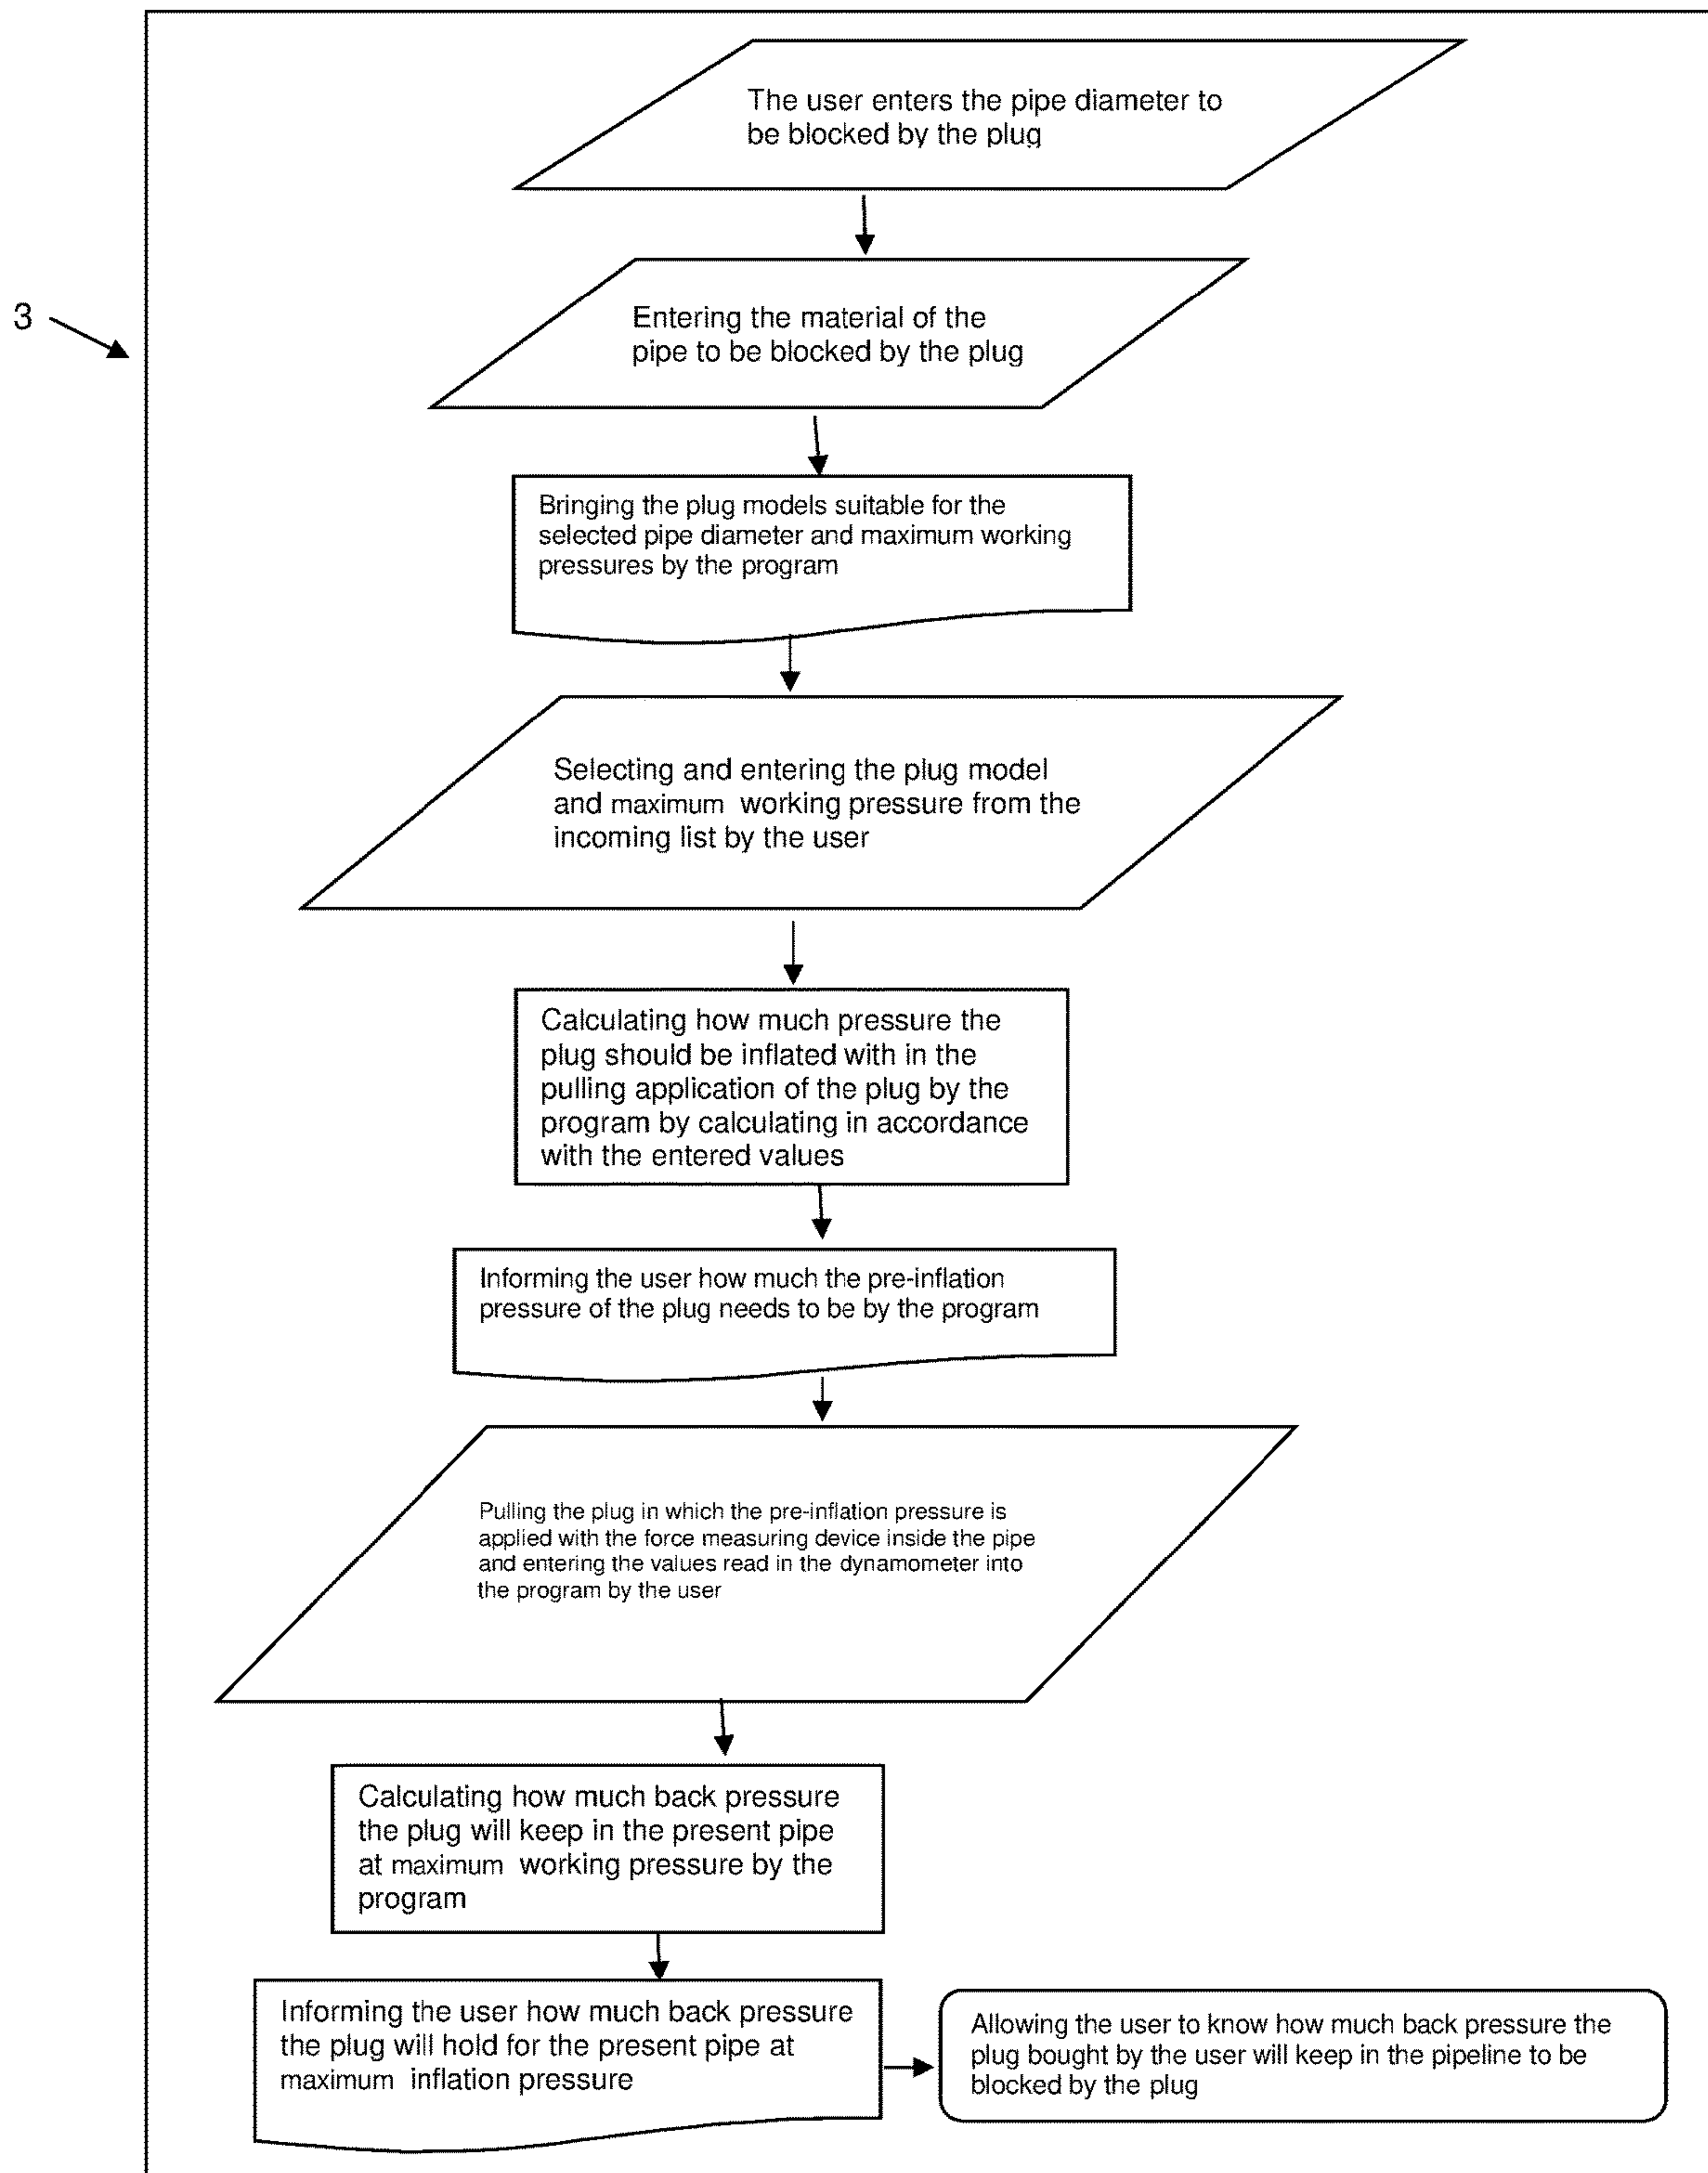 The user enters the pipe diameter to
be blocked by the plug
3
Entering the material of the
pipe to be blocked by the plug
Bringing the plug models suitable for the
selected pipe diameter and maximum working
pressures by the program
Selecting and entering the plug model
and maximum working pressure from the
incoming list by the user
Calculating how much pressure the
plug should be inflated with in the
pulling application of the plug by the
program by calculating in accordance
with the entered values
Informing the user how much the pre-inflation
pressure of the plug needs to be by the program
Pulling the plug in which the pre-inflation pressure is
applied with the force measuring device inside the pipe
and entering the values read in the dynamometer into
the program by the user
Calculating how much back pressure
the plug will keep in the present pipe
at maximum working pressure by the
program
Informing the user how much back pressure
the plug will hold for the present pipe at
maximum inflation pressure
Allowing the user to know how much back pressure the
plug bought by the user will keep in the pipeline to be
blocked by the plug